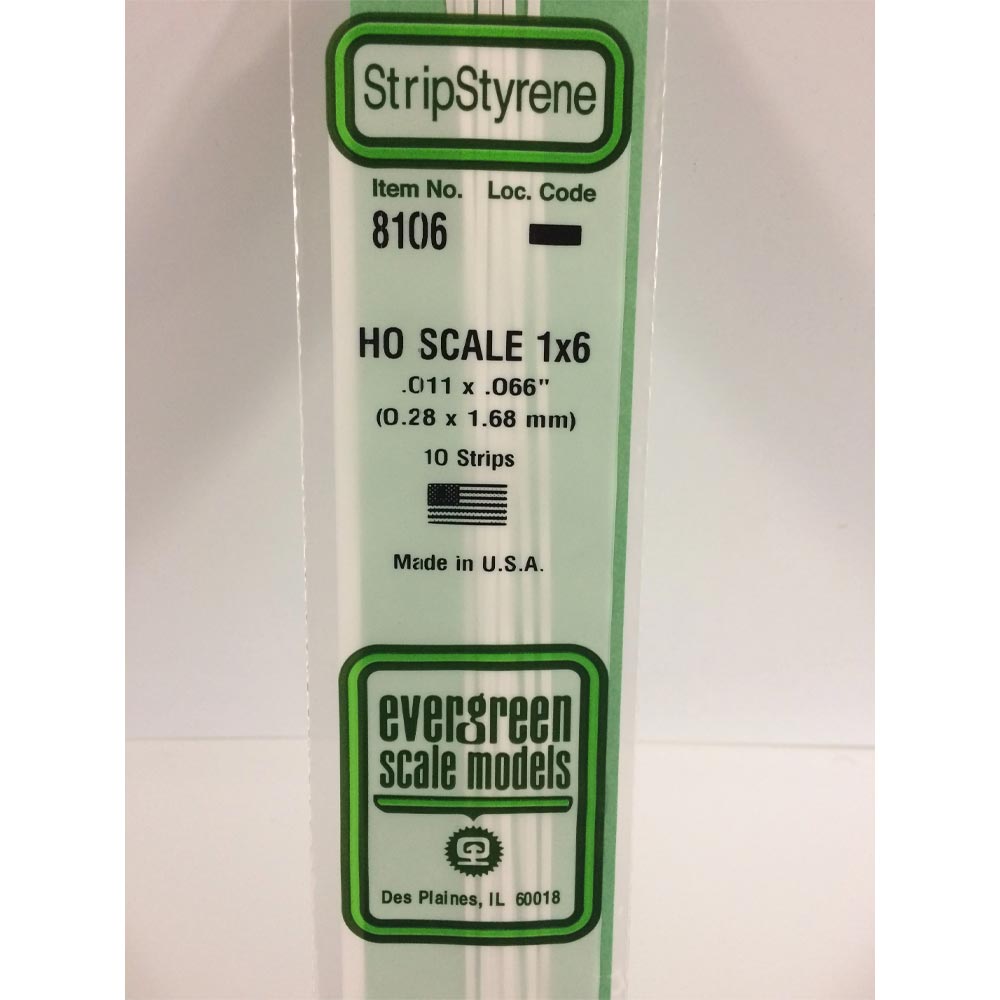 StripStyrene
Item No. Loc. Code
8106
HO SCALE 1x6
.011 x .066"
(0.28 x 1.68 mm)
10 Strips
Made in U.S.A.
evergreen
scale models
Des Plaines, IL 60018